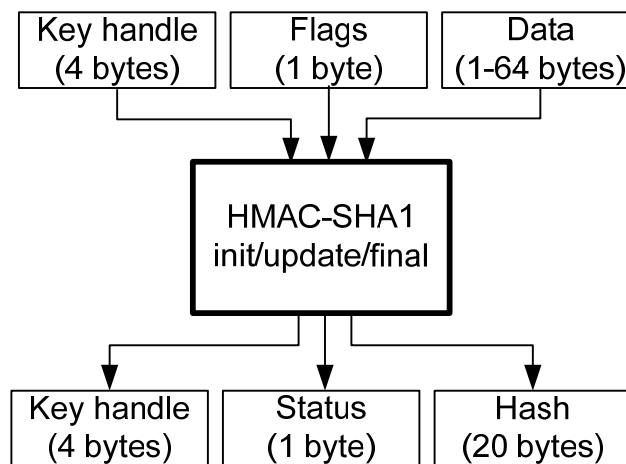 Key handle
(4 bytes)
Flags
(1 byte)
Data
(1-64 bytes)
HMAC-SHA1
init/update/final
Key handle
(4 bytes)
Status
(1 byte)
Hash
(20 bytes)